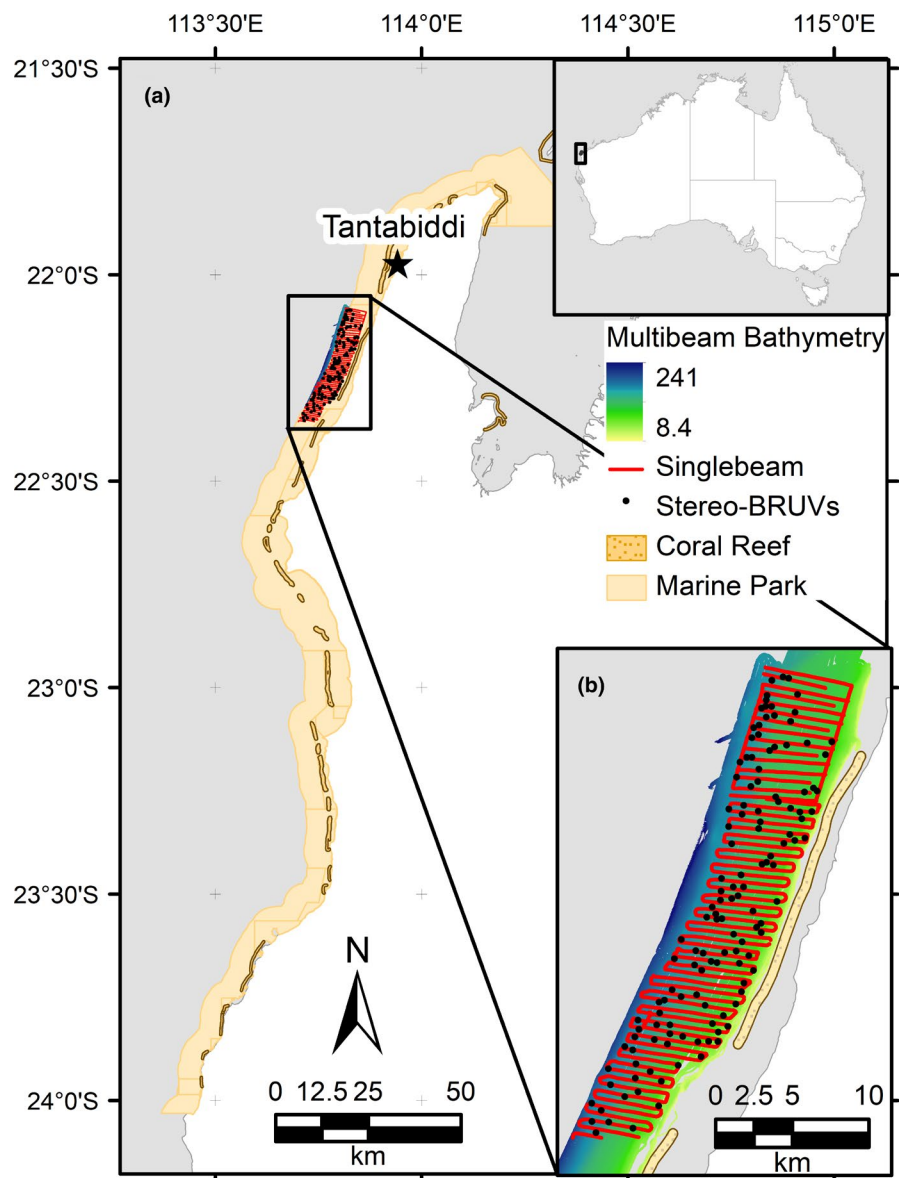 113°30'E 114°0'E 114°30'E 115°0'E
21°30'S
(a)
Tantabiddi
22°0'S
Multibeam Bathymetry
241
8.4
Singlebeam
Stereo-BRUVs
Coral Reef
Marine Park
22°30'S
23°0'S
(b)
23°30'S
N
0 12.5 25 50
km
0 2.5 5 10
km
24°0'S